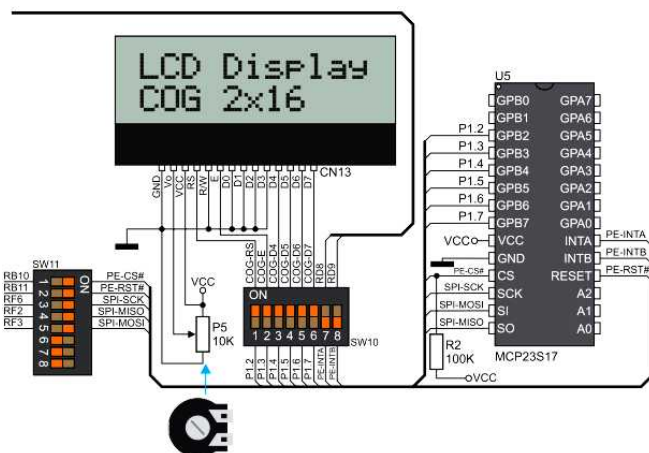 LCD Display
COG 2x16
CN13
GND
Vo
VCC
RS
R/W
E
D0
D1
D2
D3
D4
D5
D6
D7
U5
GPB0 GPA7
GPB1 GPA6
P1.2 GPB2 GPA5
P1.3 GPB3 GPA4
P1.4 GPB4 GPA3
P1.5 GPB5 GPA2
P1.6 GPB6 GPA1
P1.7 GPB7 GPA0
VCC VCC INTA PE-INTA
GND INTB PE-INTB
PE-CS# CS RESET PE-RST#
SPI-SCK SCK A2
SPI-MOSI SI A1
SPI-MISO SO A0
MCP23S17
R2
100K
VCC
SW11
ON
RB10 1 PE-CS#
RB11 2 PE-RST#
RF6 3 SPI-SCK
RF2 4 SPI-MISO
RF3 5 SPI-MOSI
6
7
8
VCC
P5
10K
COG-RS
COG-E
COG-D4
COG-D5
COG-D6
COG-D7
RD8
RD9
ON
1 2 3 4 5 6 7 8
SW10
P1.2
P1.3
P1.4
P1.5
P1.6
P1.7
PE-INTA
PE-INTB